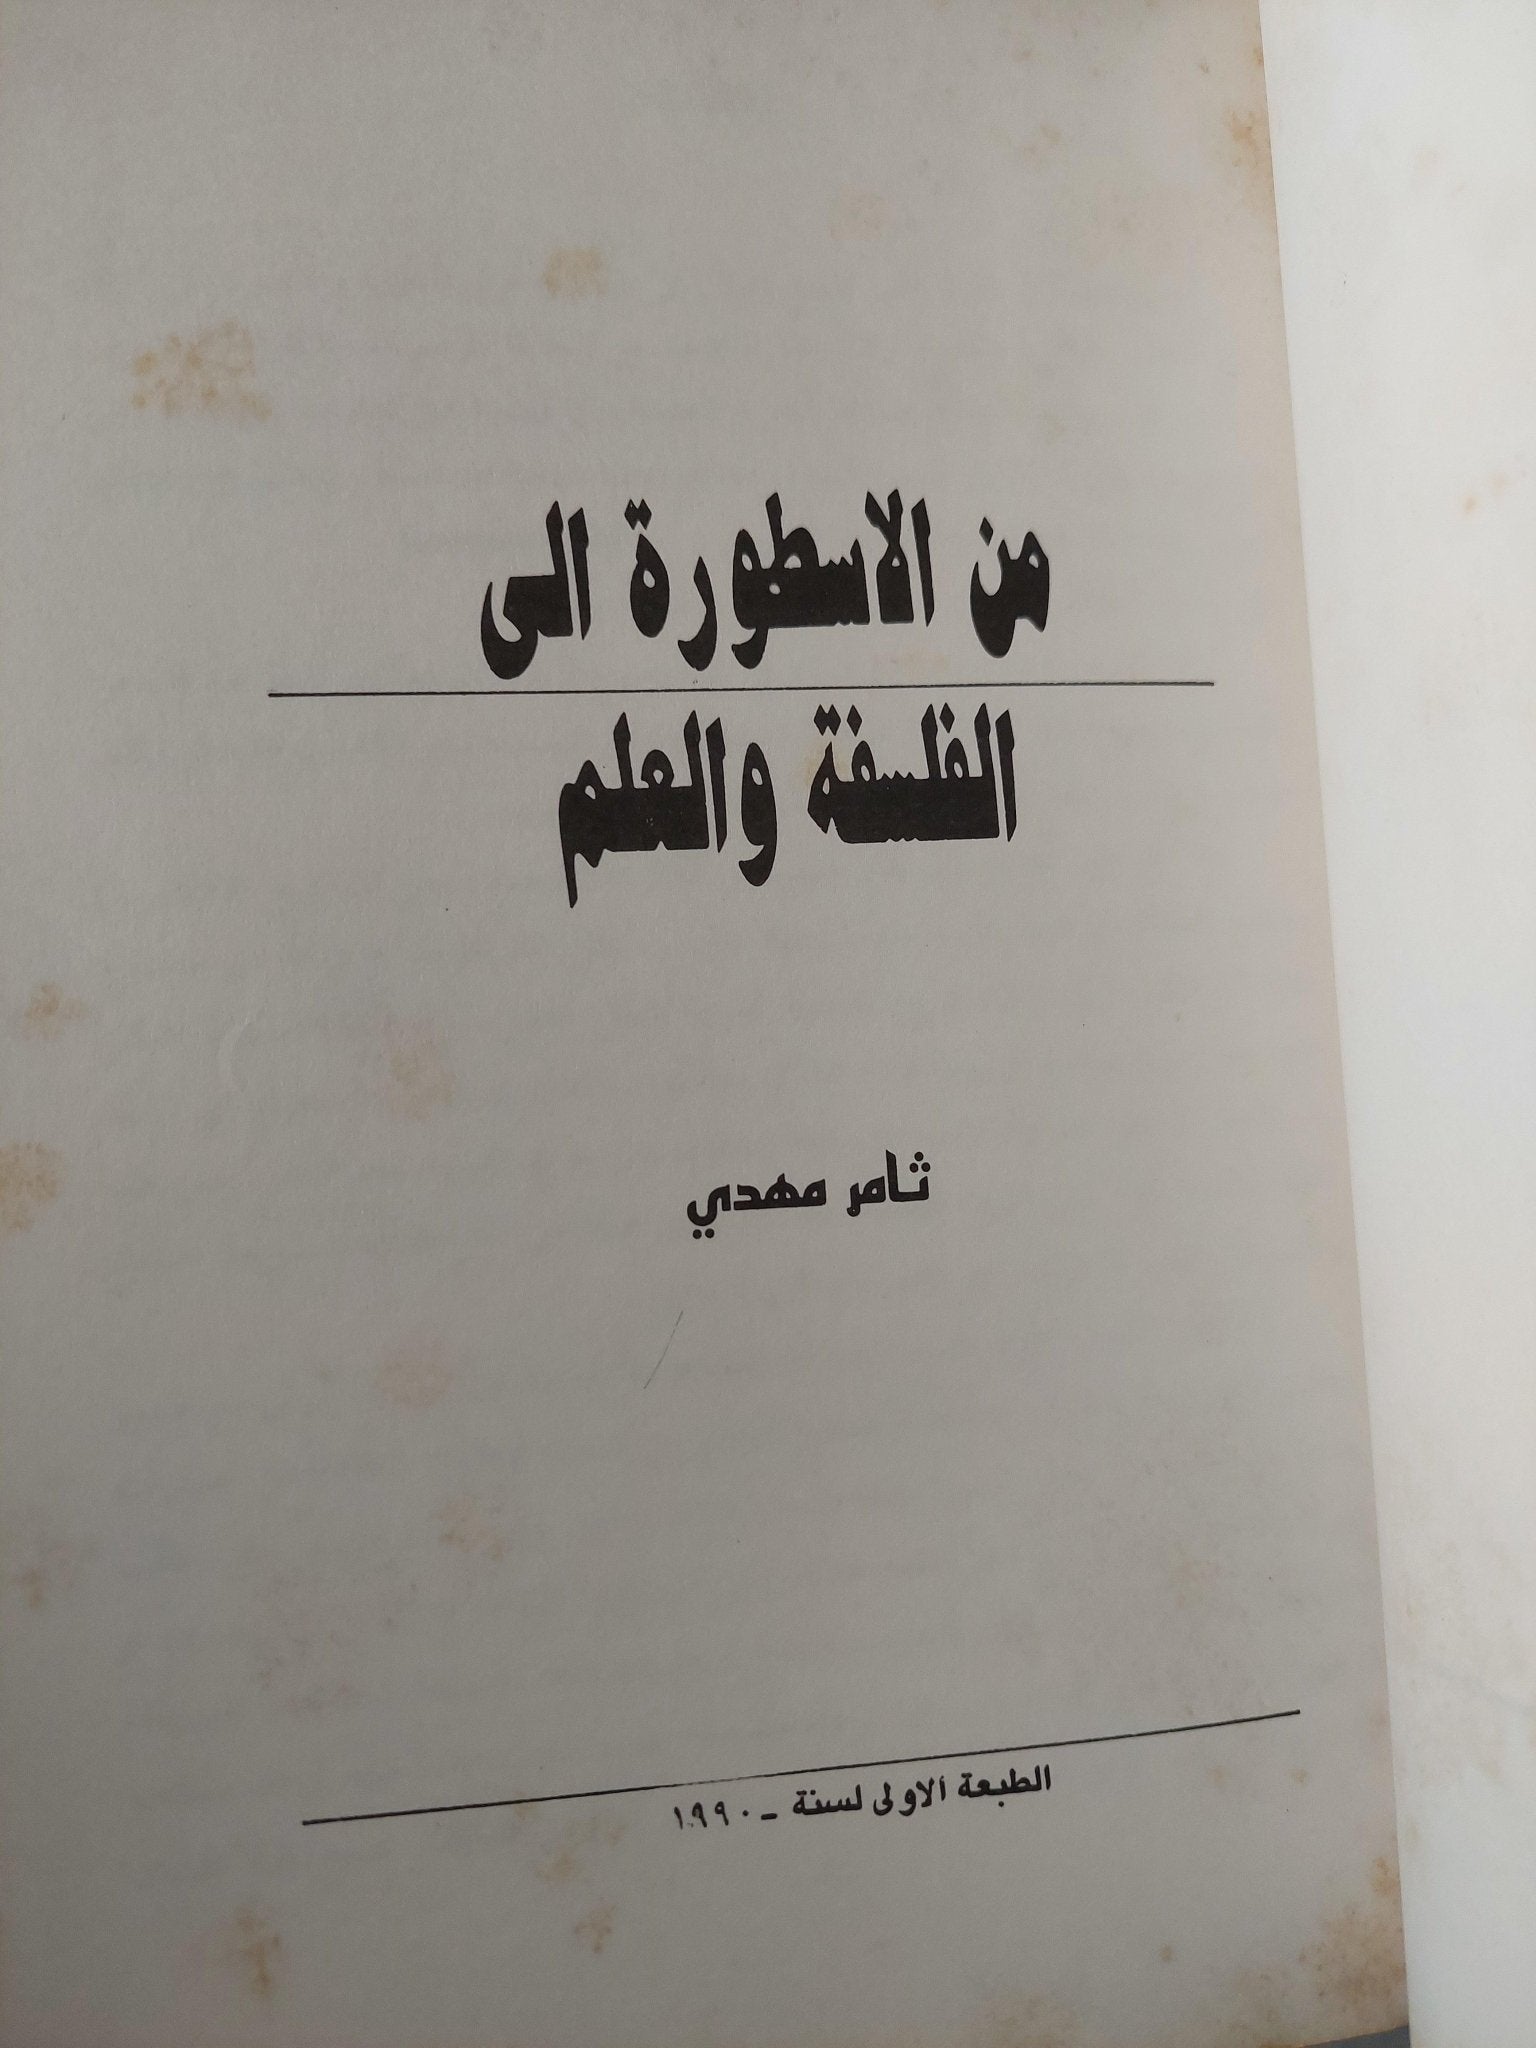 من الاسطورة الى
الفلسفة والعلم
ثامر مهدي
الطبعة الاولى لسنة - ١٩٩٠